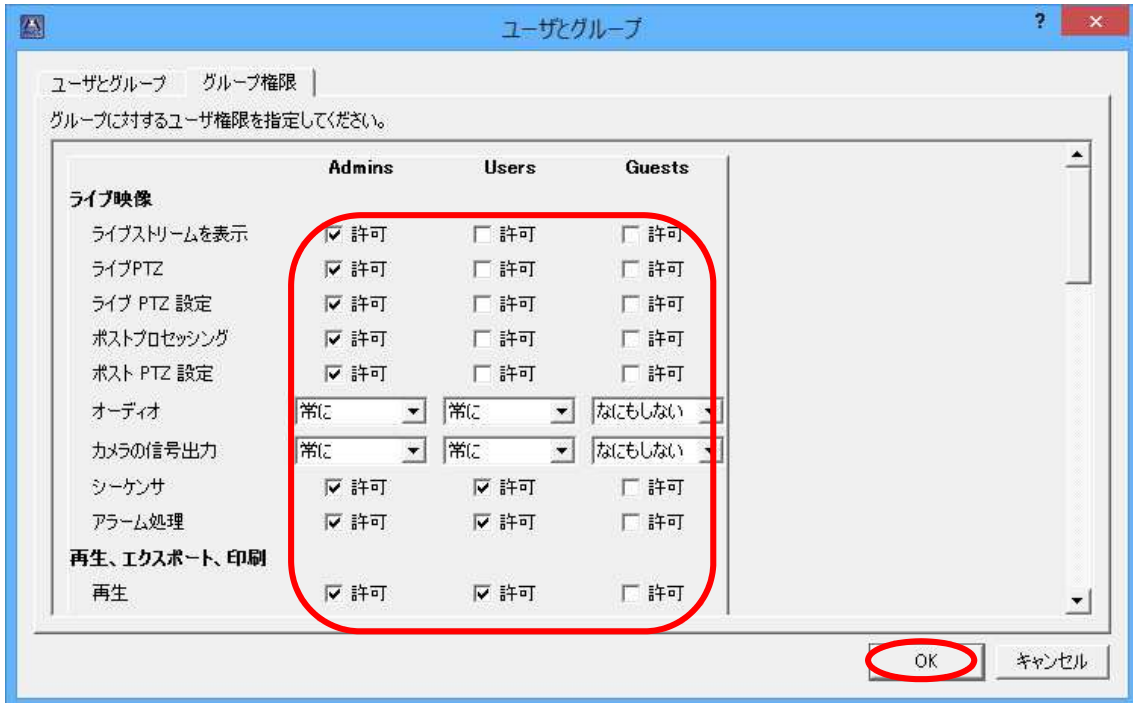 ユーザとグループ
? ×
ユーザとグループ グループ権限
グループに対するユーザ権限を指定してください。
Admins Users Guests
ライブ映像
ライブストリームを表示 許可 許可 許可
ライブPTZ 許可 許可 許可
ライブ PTZ 設定 許可 許可 許可
ポストプロセッシング 許可 許可 許可
ポスト PTZ 設定 許可 許可 許可
オーディオ 常に 常に なにもしない
カメラの信号出力 常に 常に なにもしない
シーケンサ 許可 許可 許可
アラーム処理 許可 許可 許可
再生、エクスポート、印刷
再生 許可 許可 許可
OK キャンセル